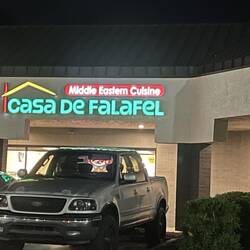 Middle Eastern Cuisine
CASA DE FALAFEL